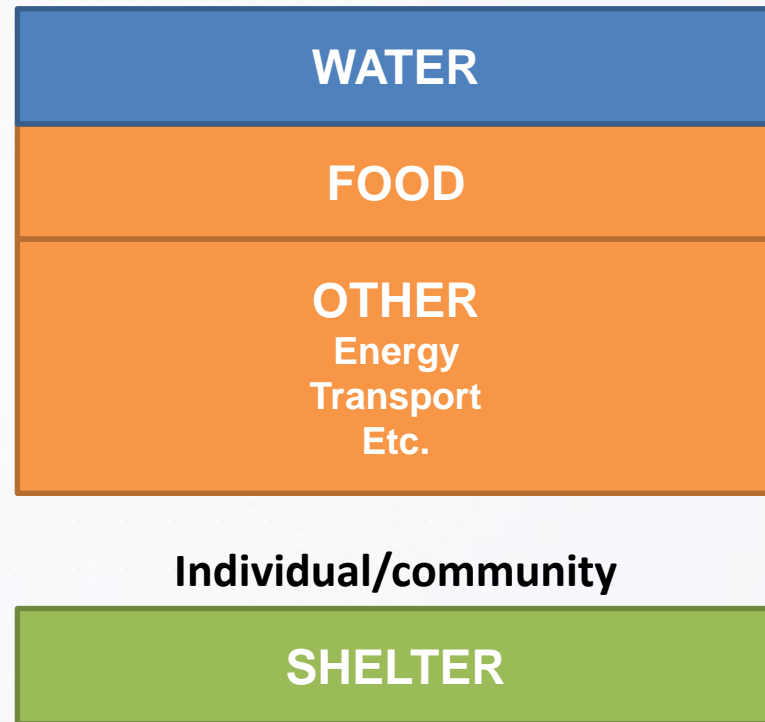 WATER
FOOD
OTHER
Energy
Transport
Etc.
Individual/community
SHELTER